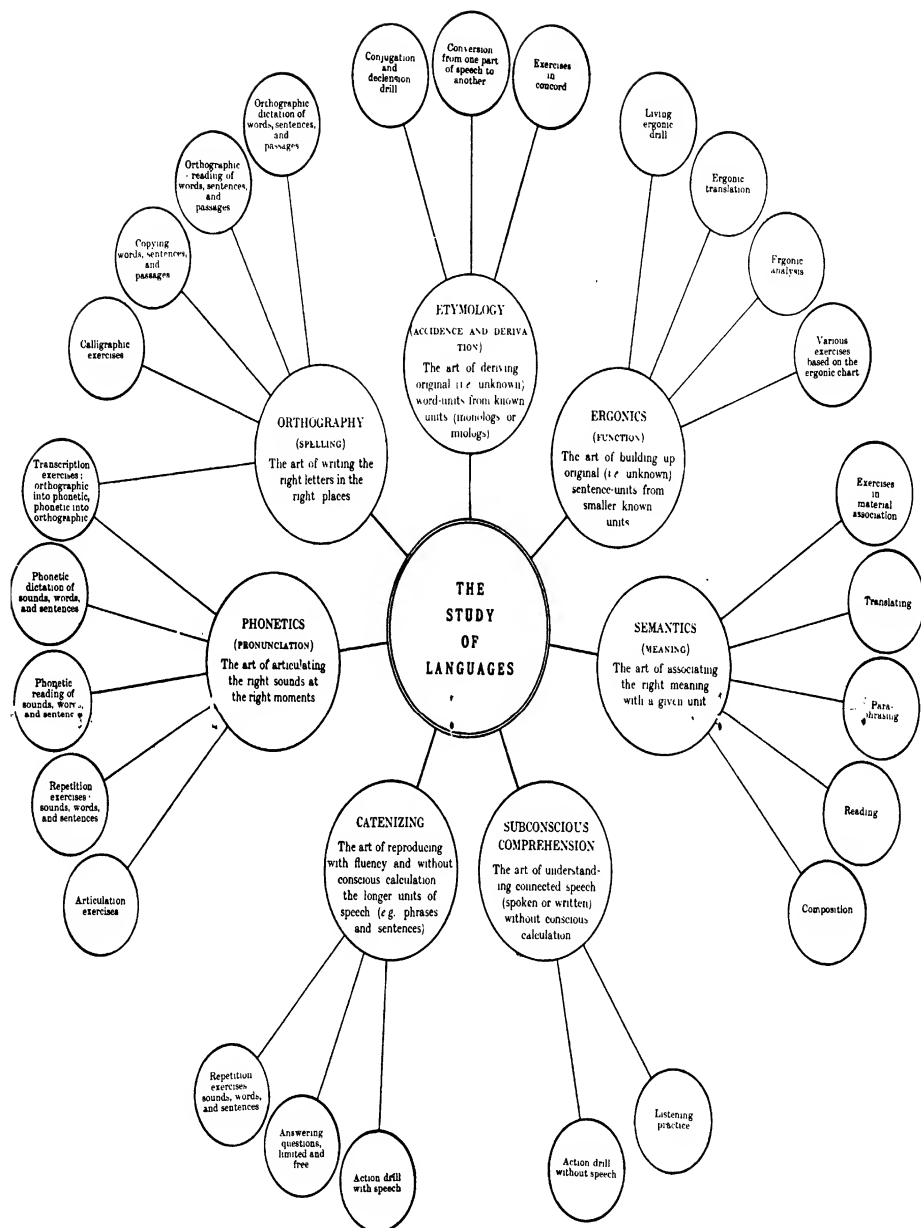 THE
STUDY
OF
LANGUAGES
ETYMOLOGY
(ACCIDENCE AND DERIVA
TION)
The art of deriving
original (i.e unknown)
word-units from known
units (monologs or
miologs)
Conjugation
and
declension
drill
Conversion
from one part
of speech to
another
Exercises
in
concord
ERGONICS
(FUNCTION)
The art of building up
original (i.e unknown)
sentence-units from
smaller known
units
Living
ergonic
drill
Ergonic
translation
Ergonic
analysis
Various
exercises
based on the
ergonic chart
SEMANTICS
(MEANING)
The art of associating
the right meaning
with a given unit
Exercises
in
material
association
Translating
Para-
phrasing
Reading
Composition
SUBCONSCIOUS
COMPREHENSION
The art of understand-
ing connected speech
(spoken or written)
without conscious
calculation
Listening
practice
Action drill
without speech
CATENIZING
The art of reproducing
with fluency and without
conscious calculation
the longer units of
speech (e.g. phrases
and sentences)
Action drill
with speech
Answering
questions,
limited and
free
Repetition
exercises
sounds, words,
and sentences
PHONETICS
(PRONUNCIATION)
The art of articulating
the right sounds at
the right moments
Articulation
exercises
Repetition
exercises ·
sounds, words,
and sentences
Phonetic
reading of
sounds, words,
and sentences
Phonetic
dictation of
sounds, words,
and sentences
Transcription
exercises:
orthographic
into phonetic,
phonetic into
orthographic
ORTHOGRAPHY
(SPELLING)
The art of writing the
right letters in the
right places
Calligraphic
exercises
Copying
words, sentences,
and
passages
Orthographic
reading of
words, sentences,
and
passages
Orthographic
dictation of
words, sentences,
and
passages